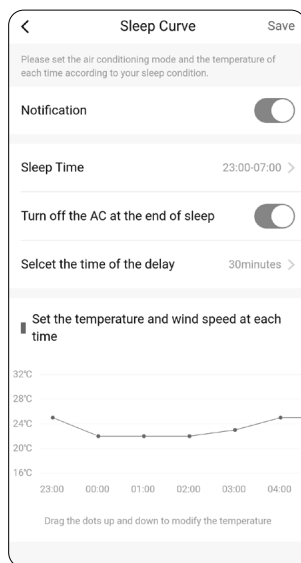 Sleep Curve Save
Please set the air conditioning mode and the temperature of
each time according to your sleep condition.
Notification
Sleep Time 23:00-07:00
Turn off the AC at the end of sleep
Selcet the time of the delay 30minutes
Set the temperature and wind speed at each
time
32℃
28℃
24℃
20℃
16℃
23:00 00:00 01:00 02:00 03:00 04:00
Drag the dots up and down to modify the temperature